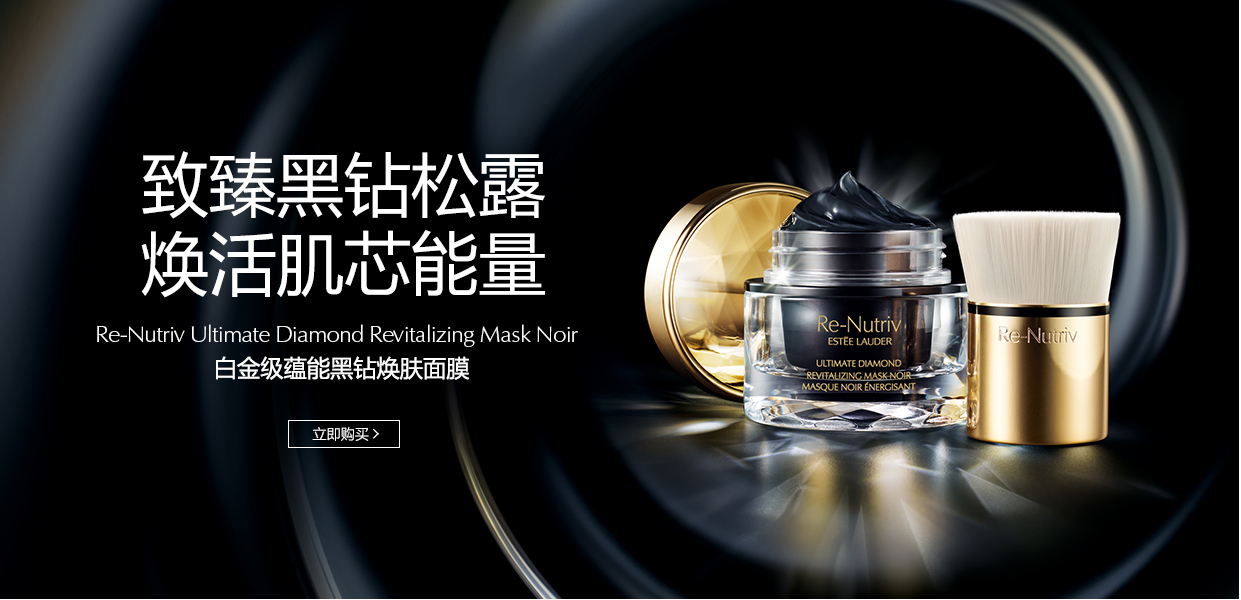 致臻黑钻松露
焕活肌芯能量
Re-Nutriv Ultimate Diamond Revitalizing Mask Noir
白金级蕴能黑钻焕肤面膜
立即购买 >
Re-Nutriv
ESTĒE LAUDER
ULTIMATE DIAMOND
REVITALIZING MASK NOIR
MASQUE NOIR ÉNERGISANT
Re-Nutriv